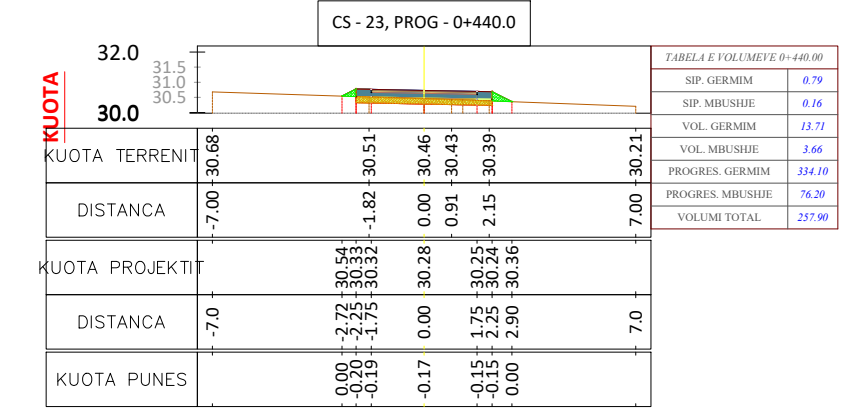 CS - 23, PROG - 0+440.0
32.0
31.5
31.0
30.5
30.0
KUOTA
TABELA E VOLUMEVE 0+440.00
SIP. GERMIM 0.79
SIP. MBUSHJE 0.16
VOL. GERMIM 13.71
VOL. MBUSHJE 3.66
PROGRES. GERMIM 334.10
PROGRES. MBUSHJE 76.20
VOLUMI TOTAL 257.90
KUOTA TERRENIT 30.68 30.51 30.46 30.43 30.39 30.21
DISTANCA -7.00 -1.82 0.00 0.91 2.15 7.00
KUOTA PROJEKTIT 30.54 30.33 30.32 30.28 30.25 30.24 30.36
DISTANCA -7.0 -2.72 -2.25 -1.75 0.00 1.75 2.25 2.90 7.0
KUOTA PUNES 0.00 -0.20 -0.19 -0.17 -0.15 -0.15 0.00